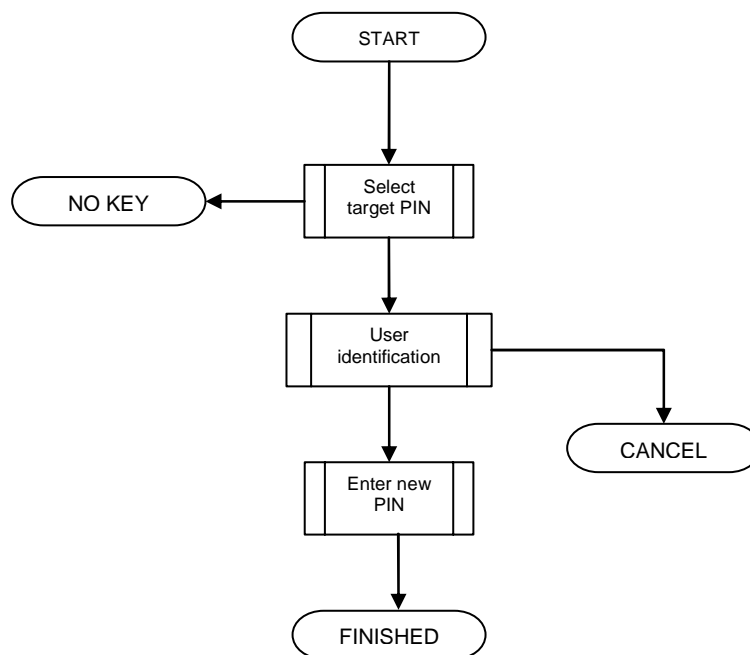 START
Select
target PIN
NO KEY
User
identification
CANCEL
Enter new
PIN
FINISHED